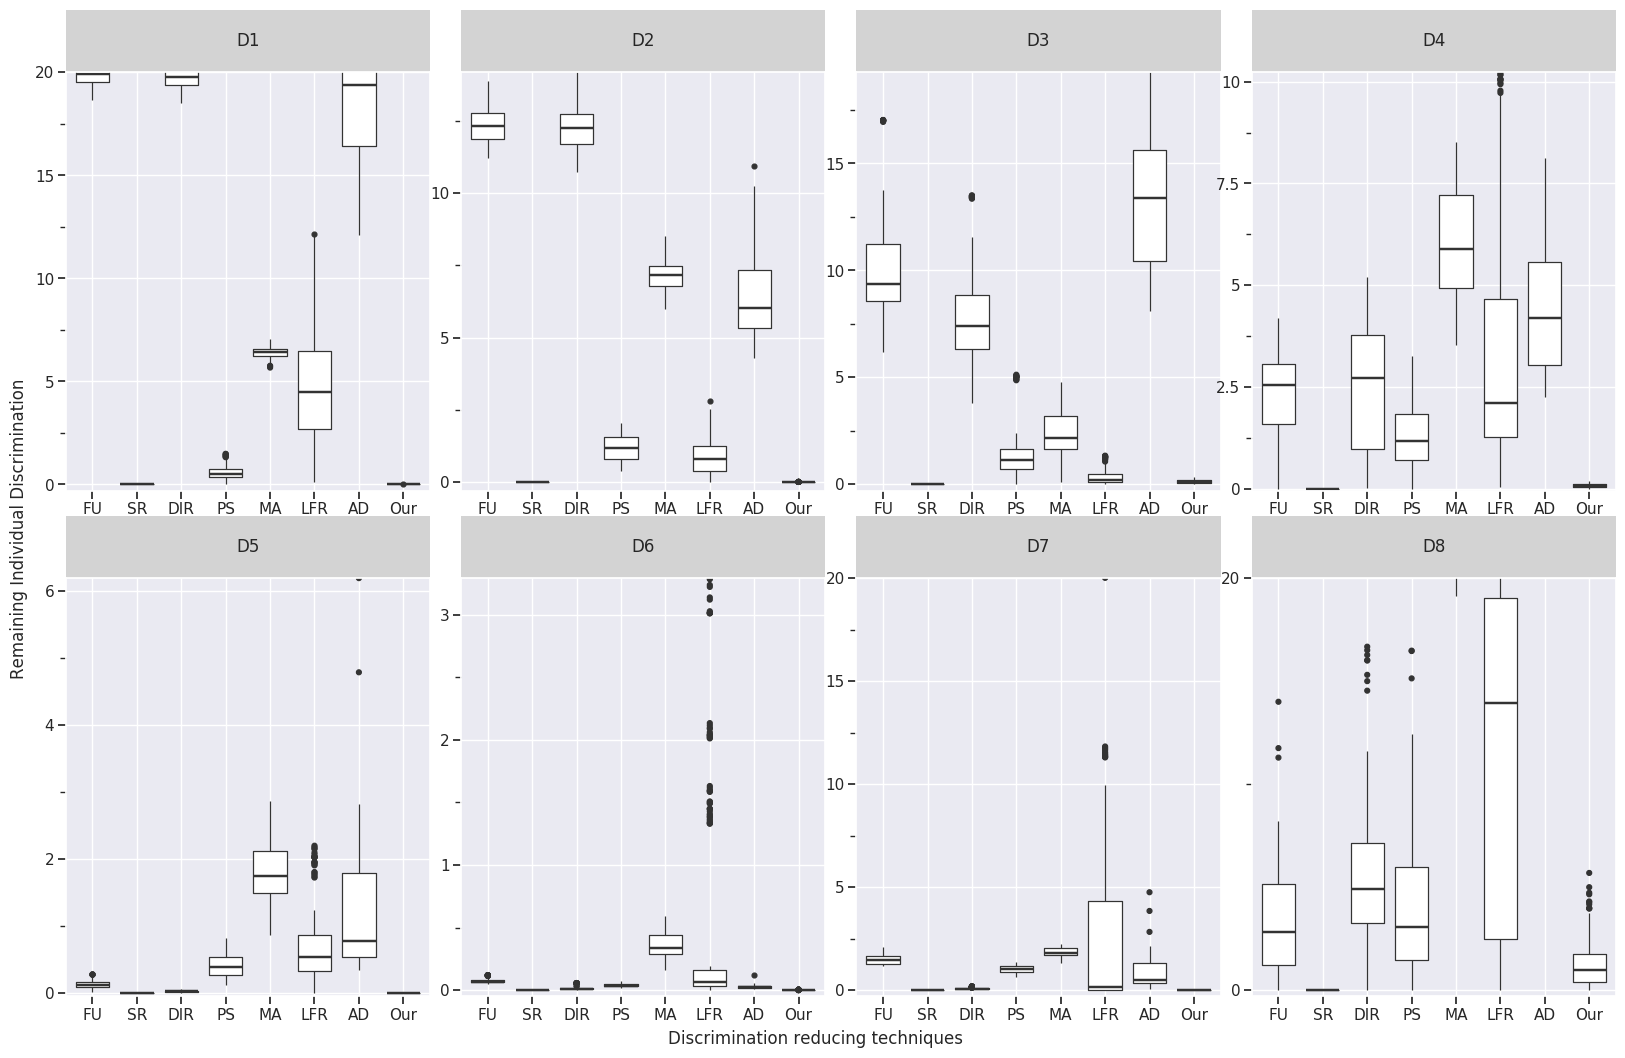 D1 D2 D3 D4
20
15
10
5
0
10
5
0
15
10
5
0
10
7.5
5
2.5
0
FU SR DIR PS MA LFR AD Our
FU SR DIR PS MA LFR AD Our
FU SR DIR PS MA LFR AD Our
FU SR DIR PS MA LFR AD Our
Remaining Individual Discrimination
D5 D6 D7 D8
6
4
2
0
3
2
1
0
20
15
10
5
0
20
0
FU SR DIR PS MA LFR AD Our
FU SR DIR PS MA LFR AD Our
FU SR DIR PS MA LFR AD Our
FU SR DIR PS MA LFR AD Our
Discrimination reducing techniques